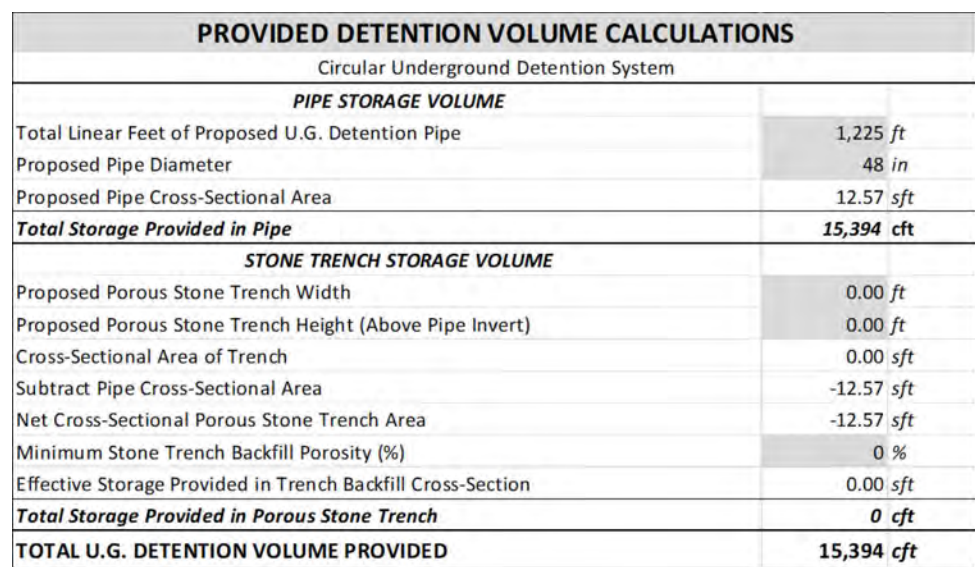 PROVIDED DETENTION VOLUME CALCULATIONS
Circular Underground Detention System
PIPE STORAGE VOLUME
Total Linear Feet of Proposed U.G. Detention Pipe 1,225 ft
Proposed Pipe Diameter 48 in
Proposed Pipe Cross-Sectional Area 12.57 sft
Total Storage Provided in Pipe 15,394 cft
STONE TRENCH STORAGE VOLUME
Proposed Porous Stone Trench Width 0.00 ft
Proposed Porous Stone Trench Height (Above Pipe Invert) 0.00 ft
Cross-Sectional Area of Trench 0.00 sft
Subtract Pipe Cross-Sectional Area -12.57 sft
Net Cross-Sectional Porous Stone Trench Area -12.57 sft
Minimum Stone Trench Backfill Porosity (%) 0 %
Effective Storage Provided in Trench Backfill Cross-Section 0.00 sft
Total Storage Provided in Porous Stone Trench 0 cft
TOTAL U.G. DETENTION VOLUME PROVIDED 15,394 cft